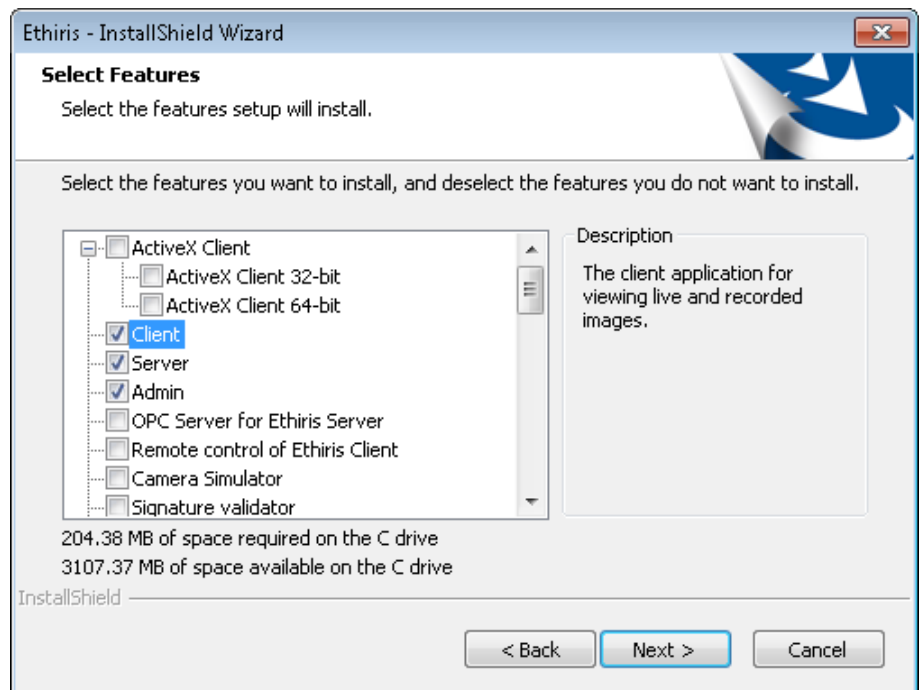 Ethiris - InstallShield Wizard
Select Features
Select the features setup will install.
Select the features you want to install, and deselect the features you do not want to install.
ActiveX Client
ActiveX Client 32-bit
ActiveX Client 64-bit
Client
Server
Admin
OPC Server for Ethiris Server
Remote control of Ethiris Client
Camera Simulator
Signature validator
Description
The client application for
viewing live and recorded
images.
204.38 MB of space required on the C drive
3107.37 MB of space available on the C drive
InstallShield
< Back
Next >
Cancel